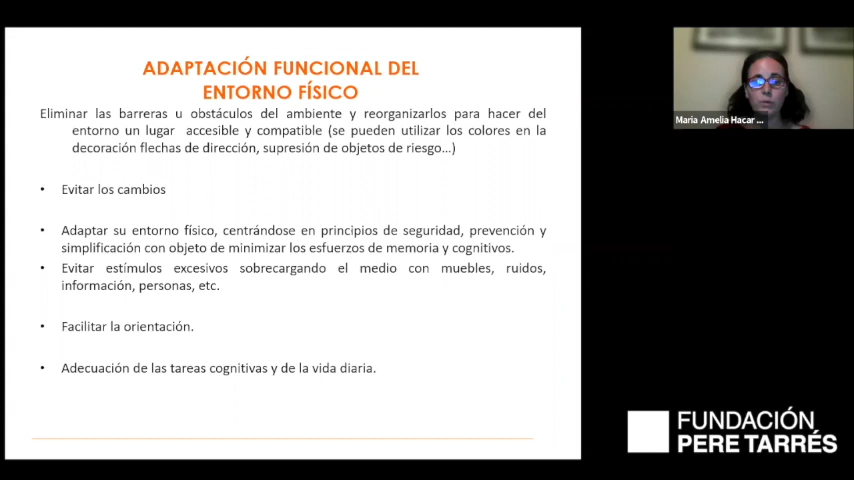 ADAPTACIÓN FUNCIONAL DEL
ENTORNO FÍSICO
Eliminar las barreras u obstáculos del ambiente y reorganizarlos para hacer del
entorno un lugar accesible y compatible (se pueden utilizar los colores en la
decoración flechas de dirección, supresión de objetos de riesgo...)
• Evitar los cambios
• Adaptar su entorno físico, centrándose en principios de seguridad, prevención y
simplificación con objeto de minimizar los esfuerzos de memoria y cognitivos.
• Evitar estímulos excesivos sobrecargando el medio con muebles, ruidos,
información, personas, etc.
• Facilitar la orientación.
• Adecuación de las tareas cognitivas y de la vida diaria.
Maria Amelia Hacar ...
FUNDACIÓN
PERE TARRÉS